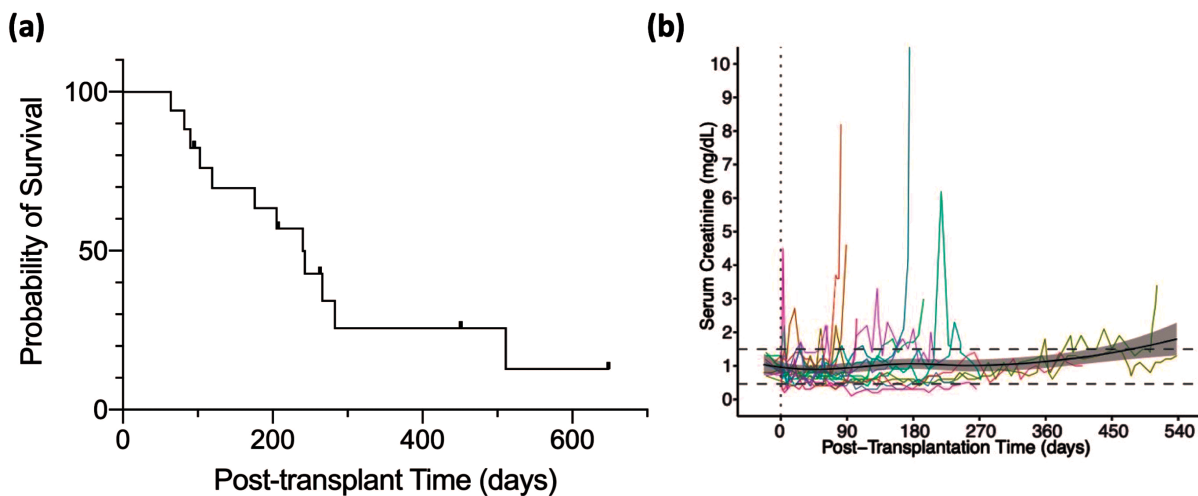 (a)
Probability of Survival
100
50
0
0 200 400 600
Post-transplant Time (days)
(b)
Serum Creatinine (mg/dL)
10
9
8
7
6
5
4
3
2
1
0
0 90 180 270 360 450 540
Post−Transplantation Time (days)